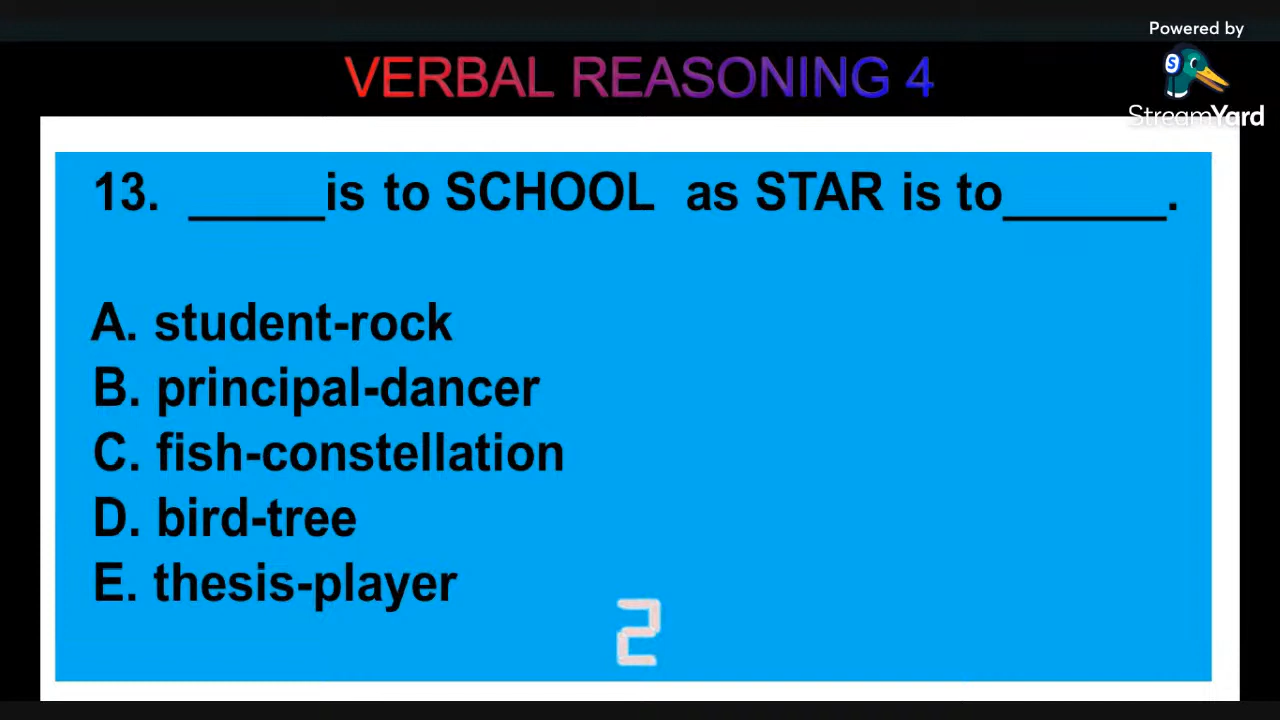 Powered by
StreamYard
VERBAL REASONING 4
13. _____is to SCHOOL as STAR is to______.
A. student-rock
B. principal-dancer
C. fish-constellation
D. bird-tree
E. thesis-player
2